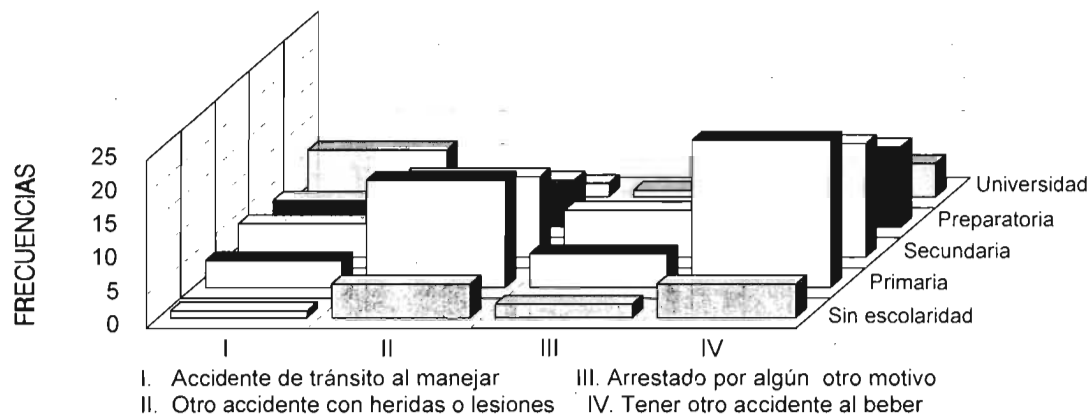 FRECUENCIAS
25
20
15
10
5
0
Universidad
Preparatoria
Secundaria
Primaria
Sin escolaridad
I II III IV
I. Accidente de tránsito al manejar III. Arrestado por algún otro motivo
II. Otro accidente con heridas o lesiones IV. Tener otro accidente al beber